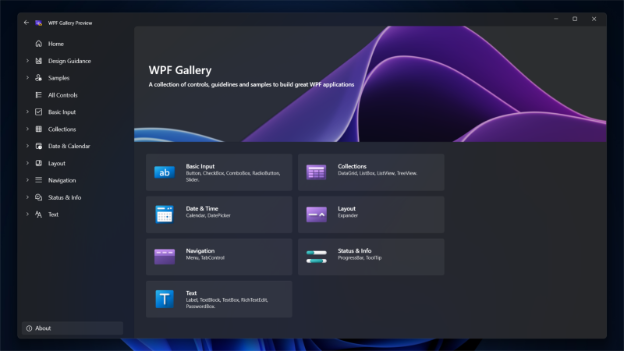 WPF Gallery Preview
Home
Design Guidance
Samples
All Controls
Basic Input
Collections
Date & Calendar
Layout
Navigation
Status & Info
Text
About
WPF Gallery
A collection of controls, guidelines and samples to build great WPF applications
Basic Input
Button, CheckBox, ComboBox, RadioButton,
Slider.
Collections
DataGrid, ListBox, ListView, TreeView.
Date & Time
Calendar, DatePicker
Layout
Expander
Navigation
Menu, TabControl
Status & Info
ProgressBar, ToolTip
Text
Label, TextBlock, TextBox, RichTextEdit,
PasswordBox.
ab
T